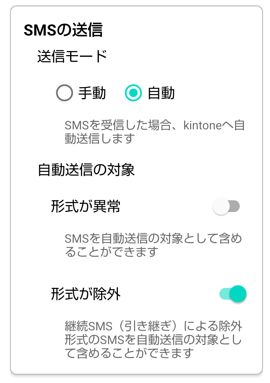 SMSの送信
送信モード
手動 自動
SMSを受信した場合、kintoneへ自
動送信します
自動送信の対象
形式が異常
SMSを自動送信の対象として含め
ることができます
形式が除外
継続SMS（引き継ぎ）による除外
形式のSMSを自動送信の対象とし
て含めることができます